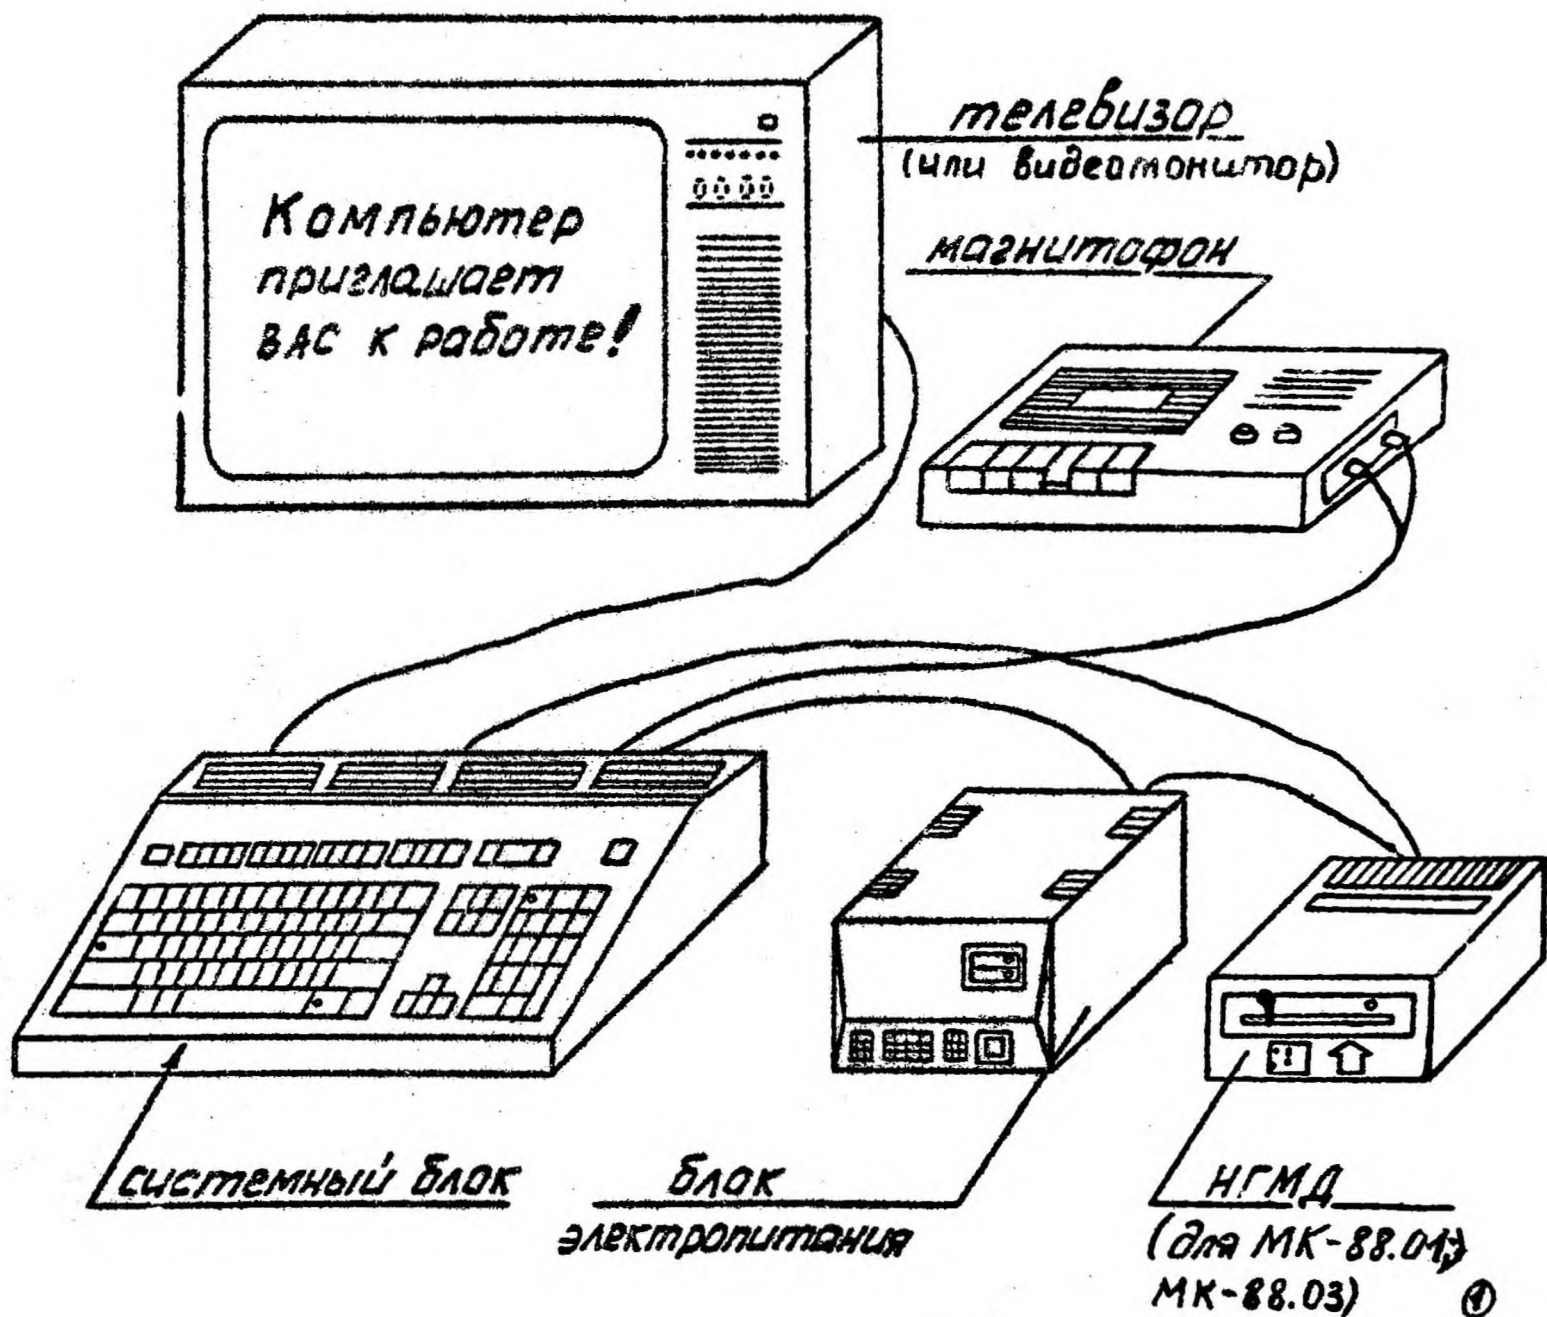 телевизор
(или видеомонитор)
Компьютер
приглашает
ВАС к работе!
магнитофон
системный блок
блок
электропитания
НГМД
(для МК-88.01;
МК-88.03)
1